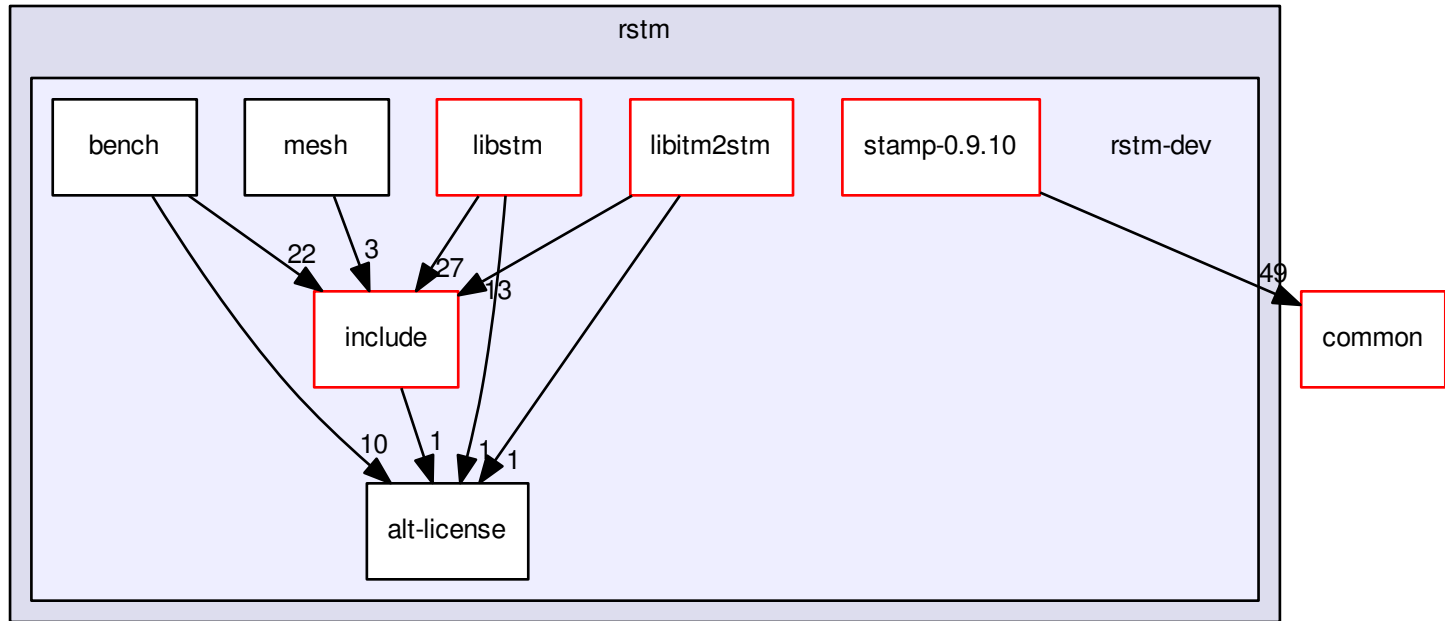 rstm
bench
mesh
libstm
libitm2stm
stamp-0.9.10
rstm-dev
22
3
27
13
49
include
common
10
1
1
1
alt-license